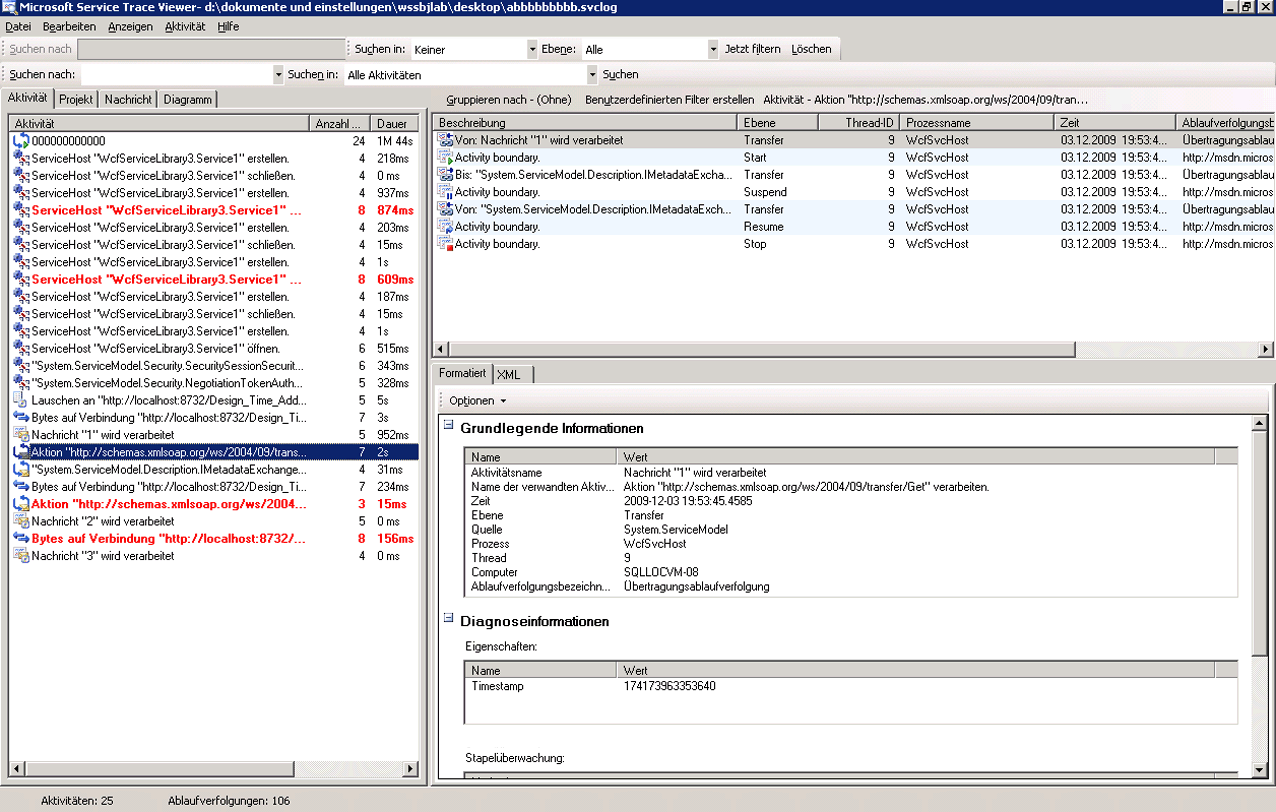 Microsoft Service Trace Viewer- d:\dokumente und einstellungen\wssbjlab\desktop\abbbbbbbbb.svclog
Datei Bearbeiten Anzeigen Aktivität Hilfe
Suchen nach Suchen in: Keiner Ebene: Alle Jetzt filtern Löschen
Suchen nach: Suchen in: Alle Aktivitäten Suchen
Aktivität Projekt Nachricht Diagramm
Aktivität Anzahl ... Dauer
000000000000 24 1M 44s
ServiceHost "WcfServiceLibrary3.Service1" erstellen. 4 218ms
ServiceHost "WcfServiceLibrary3.Service1" schließen. 4 0 ms
ServiceHost "WcfServiceLibrary3.Service1" erstellen. 4 937ms
ServiceHost "WcfServiceLibrary3.Service1" ... 8 874ms
ServiceHost "WcfServiceLibrary3.Service1" erstellen. 4 203ms
ServiceHost "WcfServiceLibrary3.Service1" schließen. 4 15ms
ServiceHost "WcfServiceLibrary3.Service1" erstellen. 4 1s
ServiceHost "WcfServiceLibrary3.Service1" ... 8 609ms
ServiceHost "WcfServiceLibrary3.Service1" erstellen. 4 187ms
ServiceHost "WcfServiceLibrary3.Service1" schließen. 4 15ms
ServiceHost "WcfServiceLibrary3.Service1" erstellen. 4 1s
ServiceHost "WcfServiceLibrary3.Service1" öffnen. 6 515ms
"System.ServiceModel.Security.SecuritySessionSecurit... 6 343ms
"System.ServiceModel.Security.NegotiationTokenAuth... 5 328ms
Lauschen an "http://localhost:8732/Design_Time_Add... 5 5s
Bytes auf Verbindung "http://localhost:8732/Design_Ti... 7 3s
Nachricht "1" wird verarbeitet 5 952ms
Aktion "http://schemas.xmlsoap.org/ws/2004/09/trans... 7 2s
"System.ServiceModel.Description.IMetadataExchange... 4 31ms
Bytes auf Verbindung "http://localhost:8732/Design_Ti... 7 234ms
Aktion "http://schemas.xmlsoap.org/ws/2004... 3 15ms
Nachricht "2" wird verarbeitet 5 0 ms
Bytes auf Verbindung "http://localhost:8732/... 8 156ms
Nachricht "3" wird verarbeitet 4 0 ms
Gruppieren nach - (Ohne) Benutzerdefinierten Filter erstellen Aktivität - Aktion "http://schemas.xmlsoap.org/ws/2004/09/tran...
Beschreibung Ebene Thread-ID Prozessname Zeit Ablaufverfolgungsb
Von: Nachricht "1" wird verarbeitet Transfer 9 WcfSvcHost 03.12.2009 19:53:4... Übertragungsablau
Activity boundary. Start 9 WcfSvcHost 03.12.2009 19:53:4... http://msdn.micros
Bis: "System.ServiceModel.Description.IMetadataExcha... Transfer 9 WcfSvcHost 03.12.2009 19:53:4... Übertragungsablau
Activity boundary. Suspend 9 WcfSvcHost 03.12.2009 19:53:4... http://msdn.micros
Von: "System.ServiceModel.Description.IMetadataExch... Transfer 9 WcfSvcHost 03.12.2009 19:53:4... Übertragungsablau
Activity boundary. Resume 9 WcfSvcHost 03.12.2009 19:53:4... http://msdn.micros
Activity boundary. Stop 9 WcfSvcHost 03.12.2009 19:53:4... http://msdn.micros
Formatiert XML
Optionen
Grundlegende Informationen
Name Wert
Aktivitätsname Nachricht "1" wird verarbeitet
Name der verwandten Aktiv... Aktion "http://schemas.xmlsoap.org/ws/2004/09/transfer/Get" verarbeiten.
Zeit 2009-12-03 19:53:45.4585
Ebene Transfer
Quelle System.ServiceModel
Prozess WcfSvcHost
Thread 9
Computer SQLLOCVM-08
Ablaufverfolgungsbezeichn... Übertragungsablaufverfolgung
Diagnoseinformationen
Eigenschaften:
Name Wert
Timestamp 174173963353640
Stapelüberwachung:
Aktivitäten: 25 Ablaufverfolgungen: 106